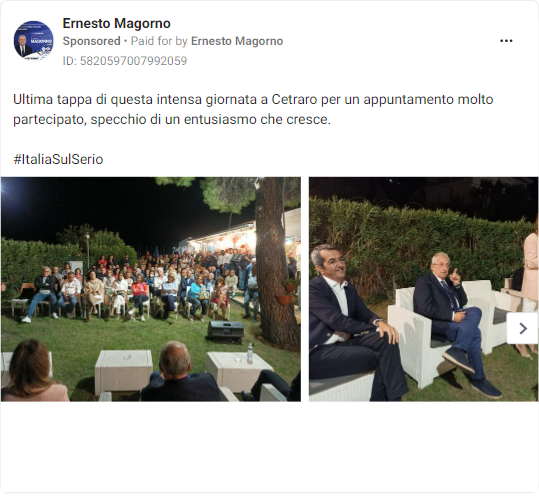 Ernesto Magorno
Sponsored • Paid for by Ernesto Magorno
ID: 5820597007992059
Ultima tappa di questa intensa giornata a Cetraro per un appuntamento molto
partecipato, specchio di un entusiasmo che cresce.
#ItaliaSulSerio
MAGORNO